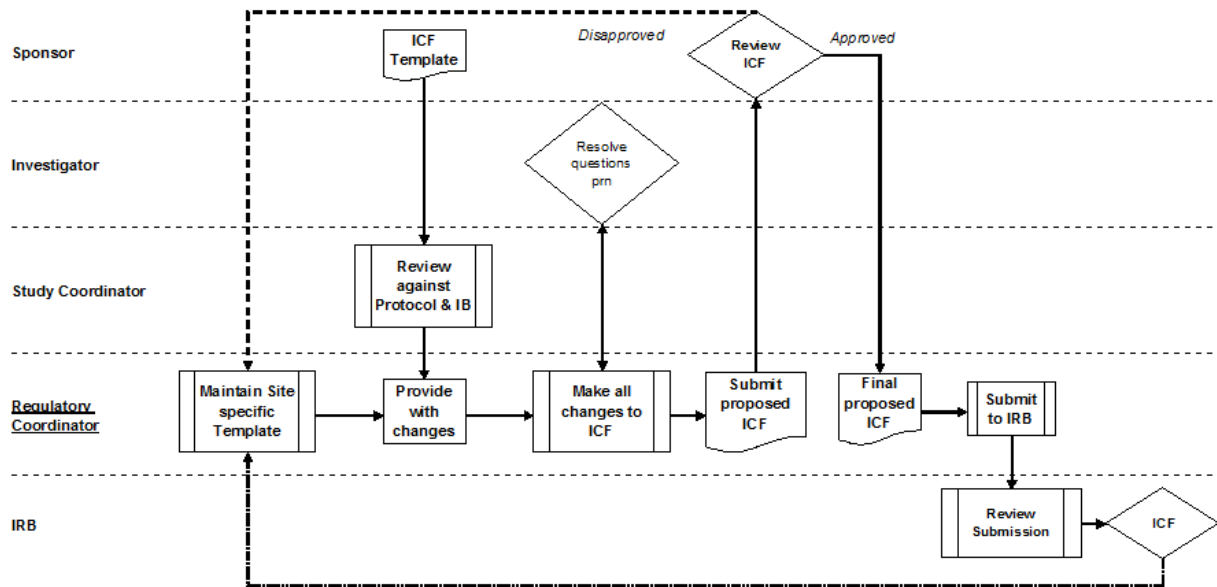 Sponsor
ICF
Template
Disapproved
Review
ICF
Approved
Investigator
Resolve
questions
prn
Study Coordinator
Review
against
Protocol & IB
Regulatory
Coordinator
Maintain Site
specific
Template
Provide
with
changes
Make all
changes to
ICF
Submit
proposed
ICF
Final
proposed
ICF
Submit
to IRB
IRB
Review
Submission
ICF